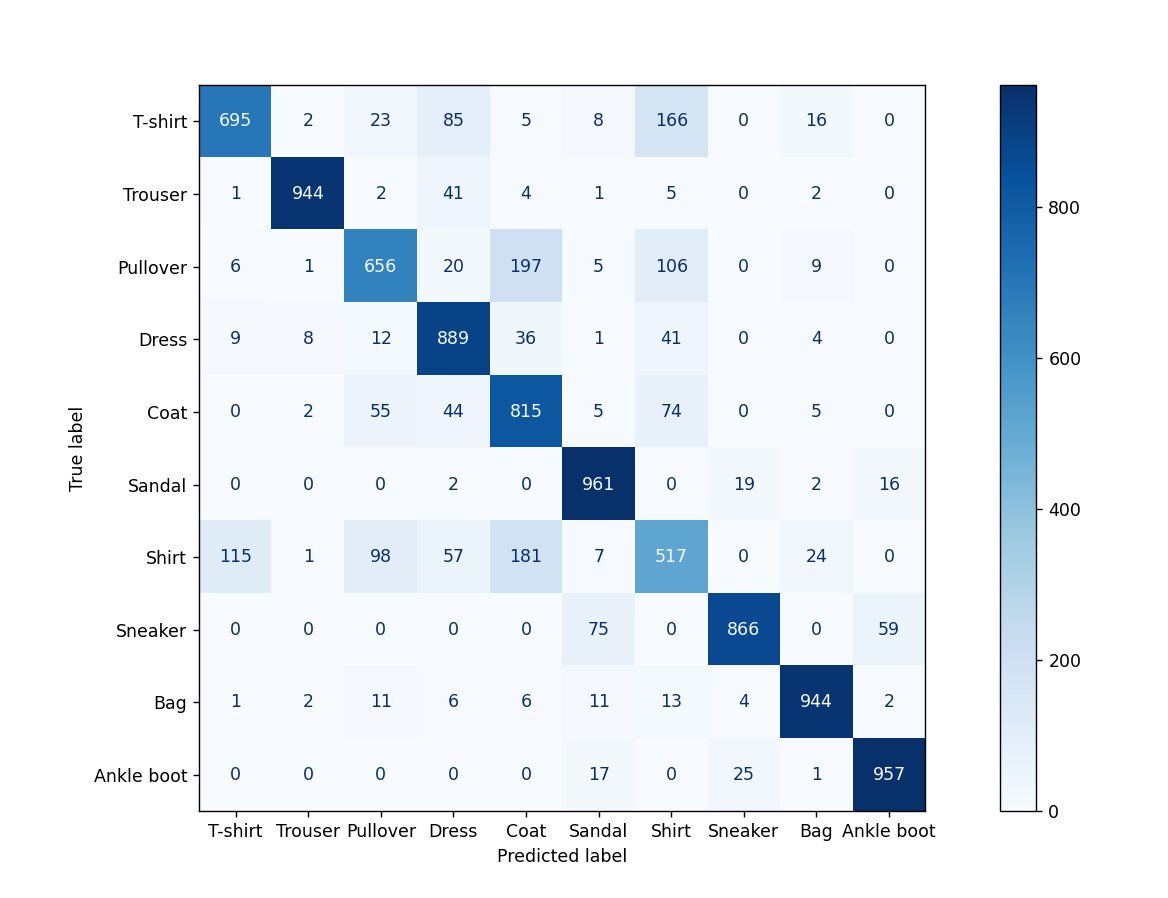 T-shirt 695 2 23 85 5 8 166 0 16 0
Trouser 1 944 2 41 4 1 5 0 2 0
800
Pullover 6 1 656 20 197 5 106 0 9 0
Dress 9 8 12 889 36 1 41 0 4 0
600
Coat 0 2 55 44 815 5 74 0 5 0
True label
Sandal 0 0 0 2 0 961 0 19 2 16
400
Shirt 115 1 98 57 181 7 517 0 24 0
Sneaker 0 0 0 0 0 75 0 866 0 59
200
Bag 1 2 11 6 6 11 13 4 944 2
Ankle boot 0 0 0 0 0 17 0 25 1 957
0
T-shirt Trouser Pullover Dress Coat Sandal Shirt Sneaker Bag Ankle boot
Predicted label